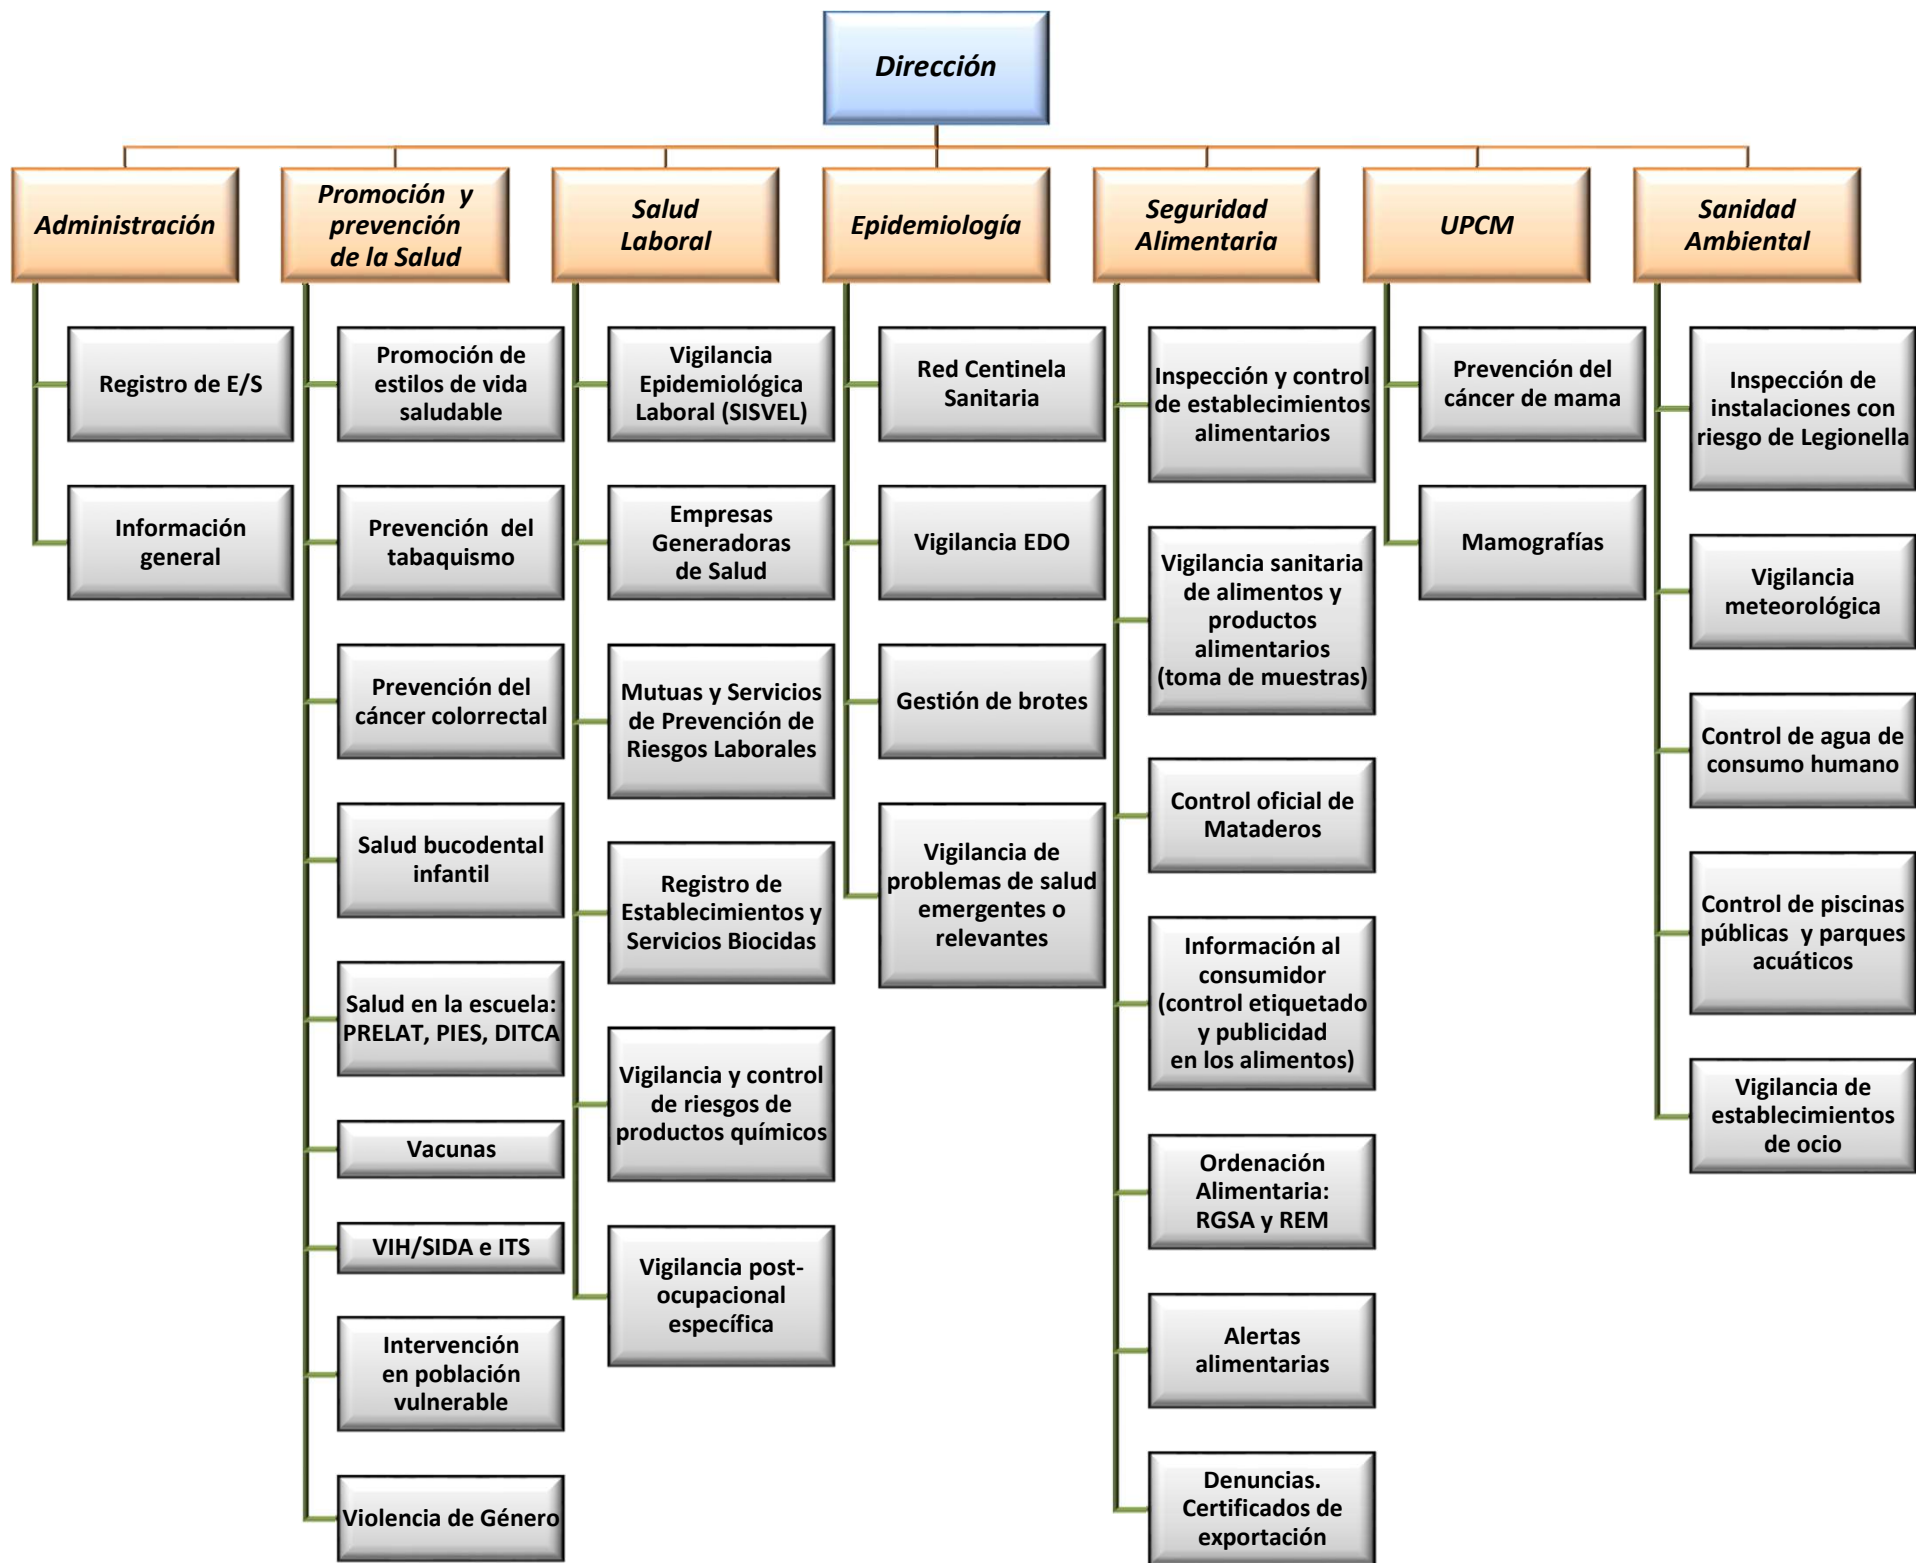 Dirección
Administración
Registro de E/S
Información
general
Promoción y
prevención
de la Salud
Promoción de
estilos de vida
saludable
Prevención del
tabaquismo
Prevención del
cáncer colorrectal
Salud bucodental
infantil
Salud en la escuela:
PRELAT, PIES, DITCA
Vacunas
VIH/SIDA e ITS
Intervención
en población
vulnerable
Violencia de Género
Salud
Laboral
Vigilancia
Epidemiológica
Laboral (SISVEL)
Empresas
Generadoras
de Salud
Mutuas y Servicios
de Prevención de
Riesgos Laborales
Registro de
Establecimientos y
Servicios Biocidas
Vigilancia y control
de riesgos de
productos químicos
Vigilancia post-
ocupacional
específica
Epidemiología
Red Centinela
Sanitaria
Vigilancia EDO
Gestión de brotes
Vigilancia de
problemas de salud
emergentes o
relevantes
Seguridad
Alimentaria
Inspección y control
de establecimientos
alimentarios
Vigilancia sanitaria
de alimentos y
productos
alimentarios
(toma de muestras)
Control oficial de
Mataderos
Información al
consumidor
(control etiquetado
y publicidad
en los alimentos)
Ordenación
Alimentaria:
RGSA y REM
Alertas
alimentarias
Denuncias.
Certificados de
exportación
UPCM
Prevención del
cáncer de mama
Mamografías
Sanidad
Ambiental
Inspección de
instalaciones con
riesgo de Legionella
Vigilancia
meteorológica
Control de agua de
consumo humano
Control de piscinas
públicas y parques
acuáticos
Vigilancia de
establecimientos
de ocio